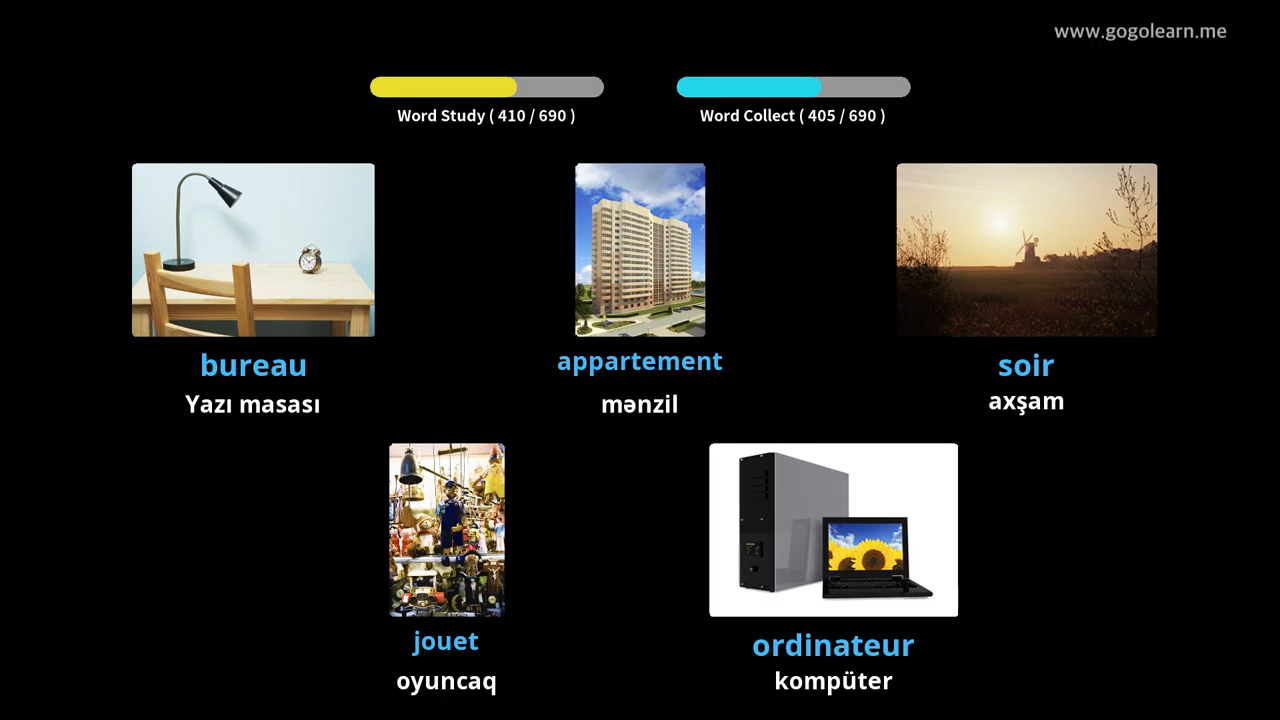 www.gogolearn.me
Word Study ( 410 / 690 )
Word Collect ( 405 / 690 )
bureau
Yazı masası
appartement
mənzil
soir
axşam
jouet
oyuncaq
ordinateur
kompüter